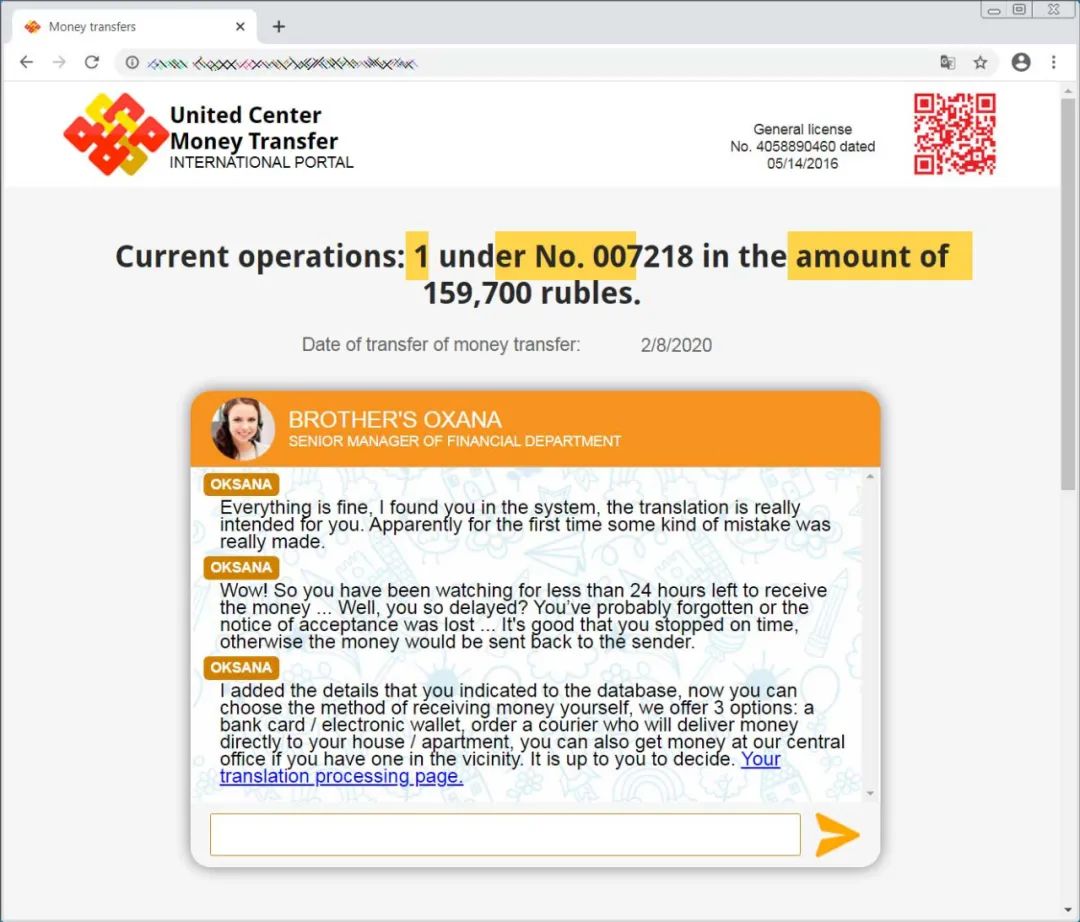 Money transfers
United Center
Money Transfer
INTERNATIONAL PORTAL
General license
No. 4058890460 dated
05/14/2016
Current operations: 1 under No. 007218 in the amount of
159,700 rubles.
Date of transfer of money transfer: 2/8/2020
BROTHER'S OXANA
SENIOR MANAGER OF FINANCIAL DEPARTMENT
OKSANA
Everything is fine, I found you in the system, the translation is really
intended for you. Apparently for the first time some kind of mistake was
really made.
OKSANA
Wow! So you have been watching for less than 24 hours left to receive
the money ... Well, you so delayed? You've probably forgotten or the
notice of acceptance was lost ... It's good that you stopped on time,
otherwise the money would be sent back to the sender.
OKSANA
I added the details that you indicated to the database, now you can
choose the method of receiving money yourself, we offer 3 options: a
bank card / electronic wallet, order a courier who will deliver money
directly to your house / apartment, you can also get money at our central
office if you have one in the vicinity. It is up to you to decide. Your
translation processing page.